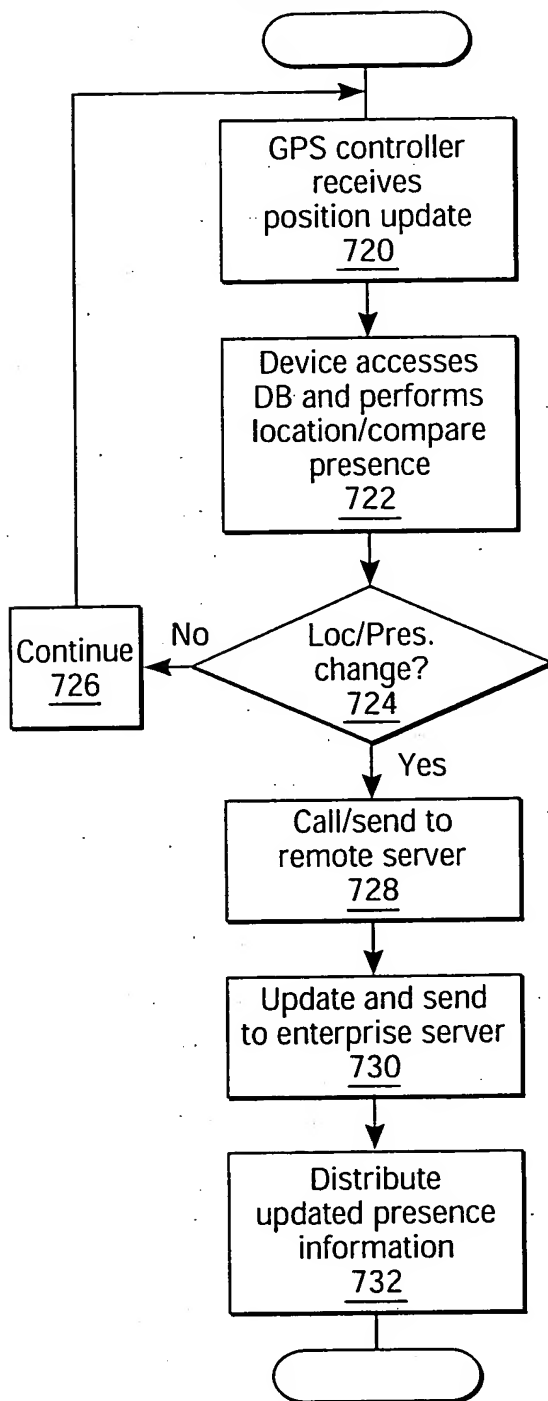 GPS controller
receives
position update
720
Device accesses
DB and performs
location/compare
presence
722
Loc/Pres.
change?
724
No
Continue
726
Yes
Call/send to
remote server
728
Update and send
to enterprise server
730
Distribute
updated presence
information
732